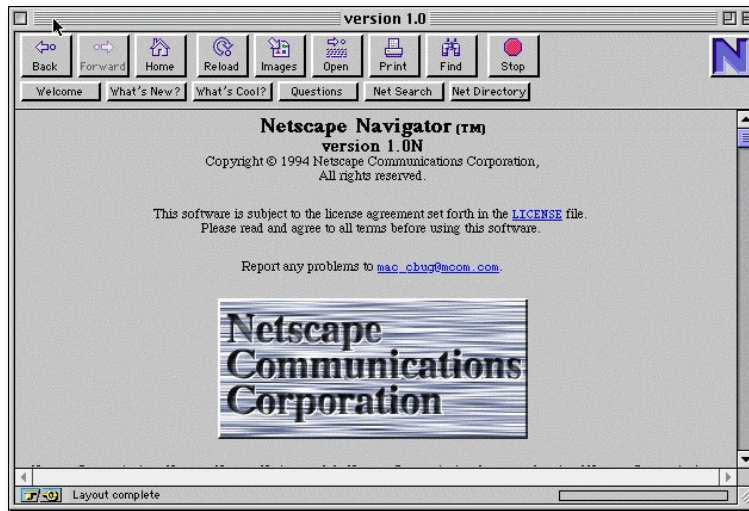 version 1.0
Back Forward Home Reload Images Open Print Find Stop
N
Welcome What's New? What's Cool? Questions Net Search Net Directory
Netscape Navigator (TM)
version 1.0N
Copyright © 1994 Netscape Communications Corporation,
All rights reserved.
This software is subject to the license agreement set forth in the LICENSE file.
Please read and agree to all terms before using this software.
Report any problems to mac_cbug@mcom.com.
Netscape
Communications
Corporation
Layout complete